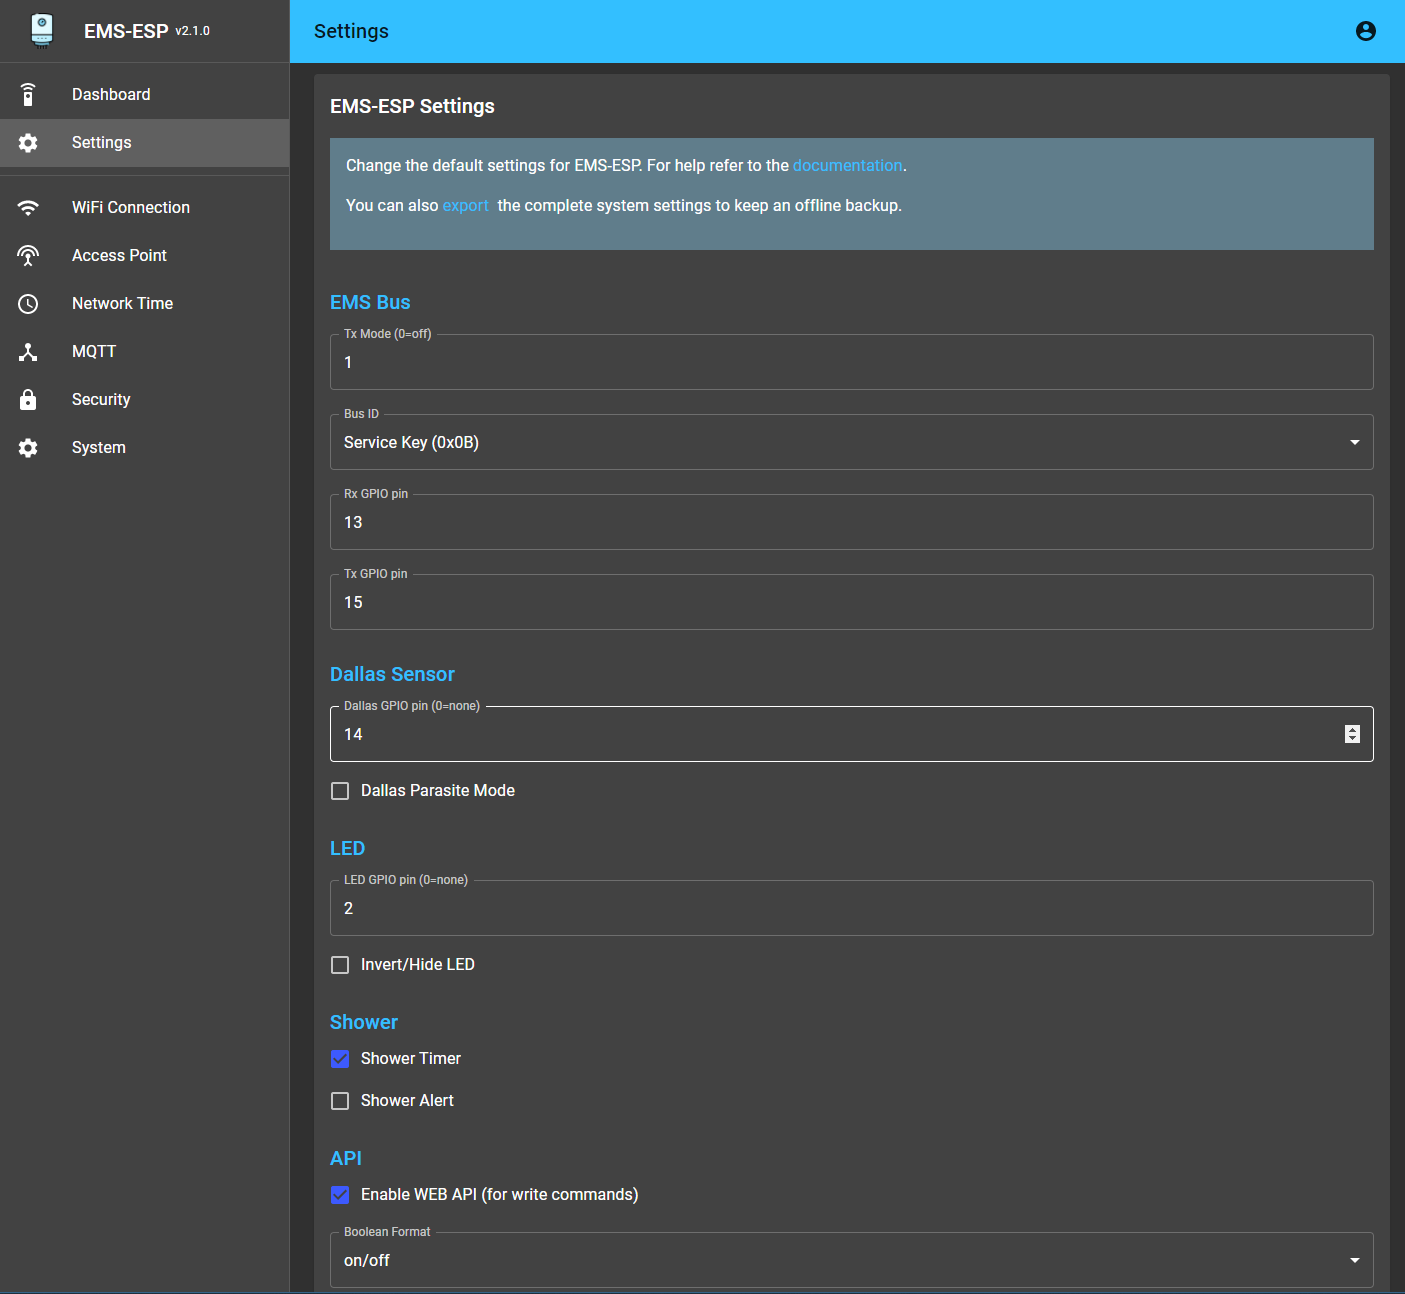 EMS-ESP v2.1.0
Dashboard
Settings
WiFi Connection
Access Point
Network Time
MQTT
Security
System
Settings
EMS-ESP Settings
Change the default settings for EMS-ESP. For help refer to the documentation.
You can also export the complete system settings to keep an offline backup.
EMS Bus
Tx Mode (0=off)
1
Bus ID
Service Key (0x0B)
Rx GPIO pin
13
Tx GPIO pin
15
Dallas Sensor
Dallas GPIO pin (0=none)
14
Dallas Parasite Mode
LED
LED GPIO pin (0=none)
2
Invert/Hide LED
Shower
Shower Timer
Shower Alert
API
Enable WEB API (for write commands)
Boolean Format
on/off